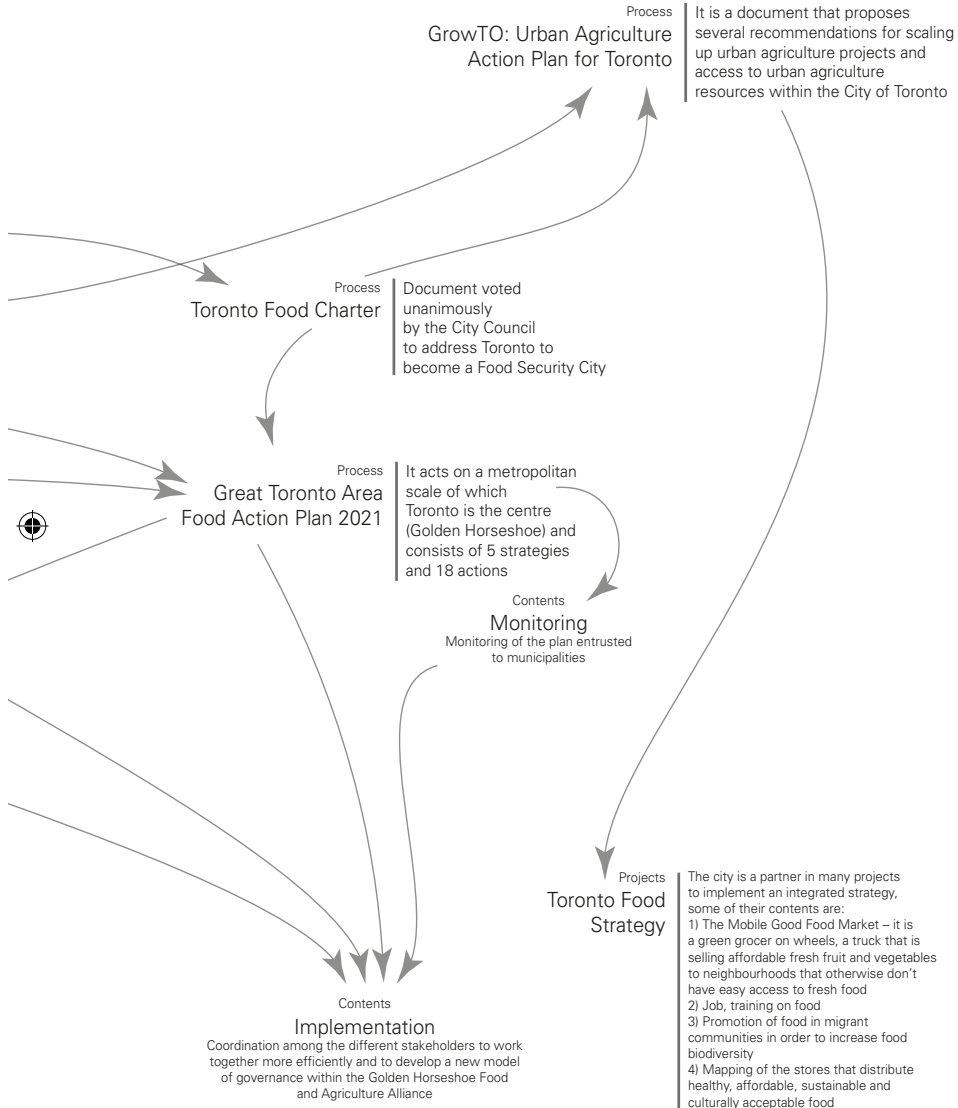 Process
GrowTO: Urban Agriculture
Action Plan for Toronto
It is a document that proposes
several recommendations for scaling
up urban agriculture projects and
access to urban agriculture
resources within the City of Toronto
Process
Toronto Food Charter
Document voted
unanimously
by the City Council
to address Toronto to
become a Food Security City
Process
Great Toronto Area
Food Action Plan 2021
It acts on a metropolitan
scale of which
Toronto is the centre
(Golden Horseshoe) and
consists of 5 strategies
and 18 actions
Contents
Monitoring
Monitoring of the plan entrusted
to municipalities
Projects
Toronto Food
Strategy
The city is a partner in many projects
to implement an integrated strategy,
some of their contents are:
1) The Mobile Good Food Market – it is
a green grocer on wheels, a truck that is
selling affordable fresh fruit and vegetables
to neighbourhoods that otherwise don't
have easy access to fresh food
2) Job, training on food
3) Promotion of food in migrant
communities in order to increase food
biodiversity
4) Mapping of the stores that distribute
healthy, affordable, sustainable and
culturally acceptable food
Contents
Implementation
Coordination among the different stakeholders to work
together more efficiently and to develop a new model
of governance within the Golden Horseshoe Food
and Agriculture Alliance